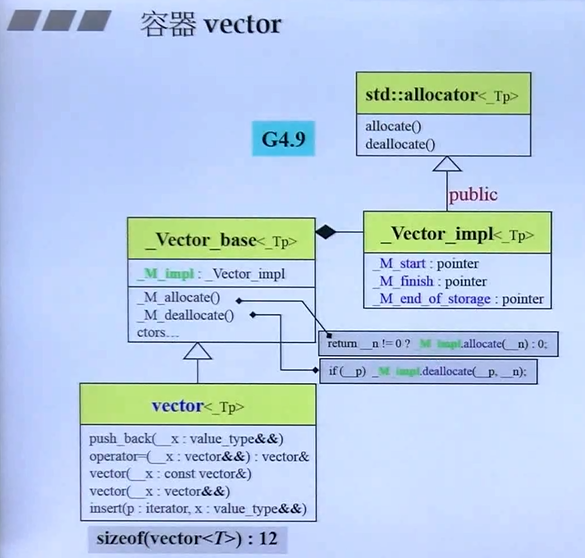 容器 vector
std::allocator<_Tp>
allocate()
deallocate()
G4.9
public
_Vector_base<_Tp>
_M_impl : _Vector_impl
_M_allocate()
_M_deallocate()
ctors...
_Vector_impl<_Tp>
_M_start : pointer
_M_finish : pointer
_M_end_of_storage : pointer
return __n != 0 ? _M_impl.allocate(__n) : 0;
if (__p) _M_impl.deallocate(__p, __n);
vector<_Tp>
push_back(__x : value_type&&)
operator=(__x : vector&&) : vector&
vector(__x : const vector&)
vector(__x : vector&&)
insert(p : iterator, x : value_type&&)
sizeof(vector<T>) : 12